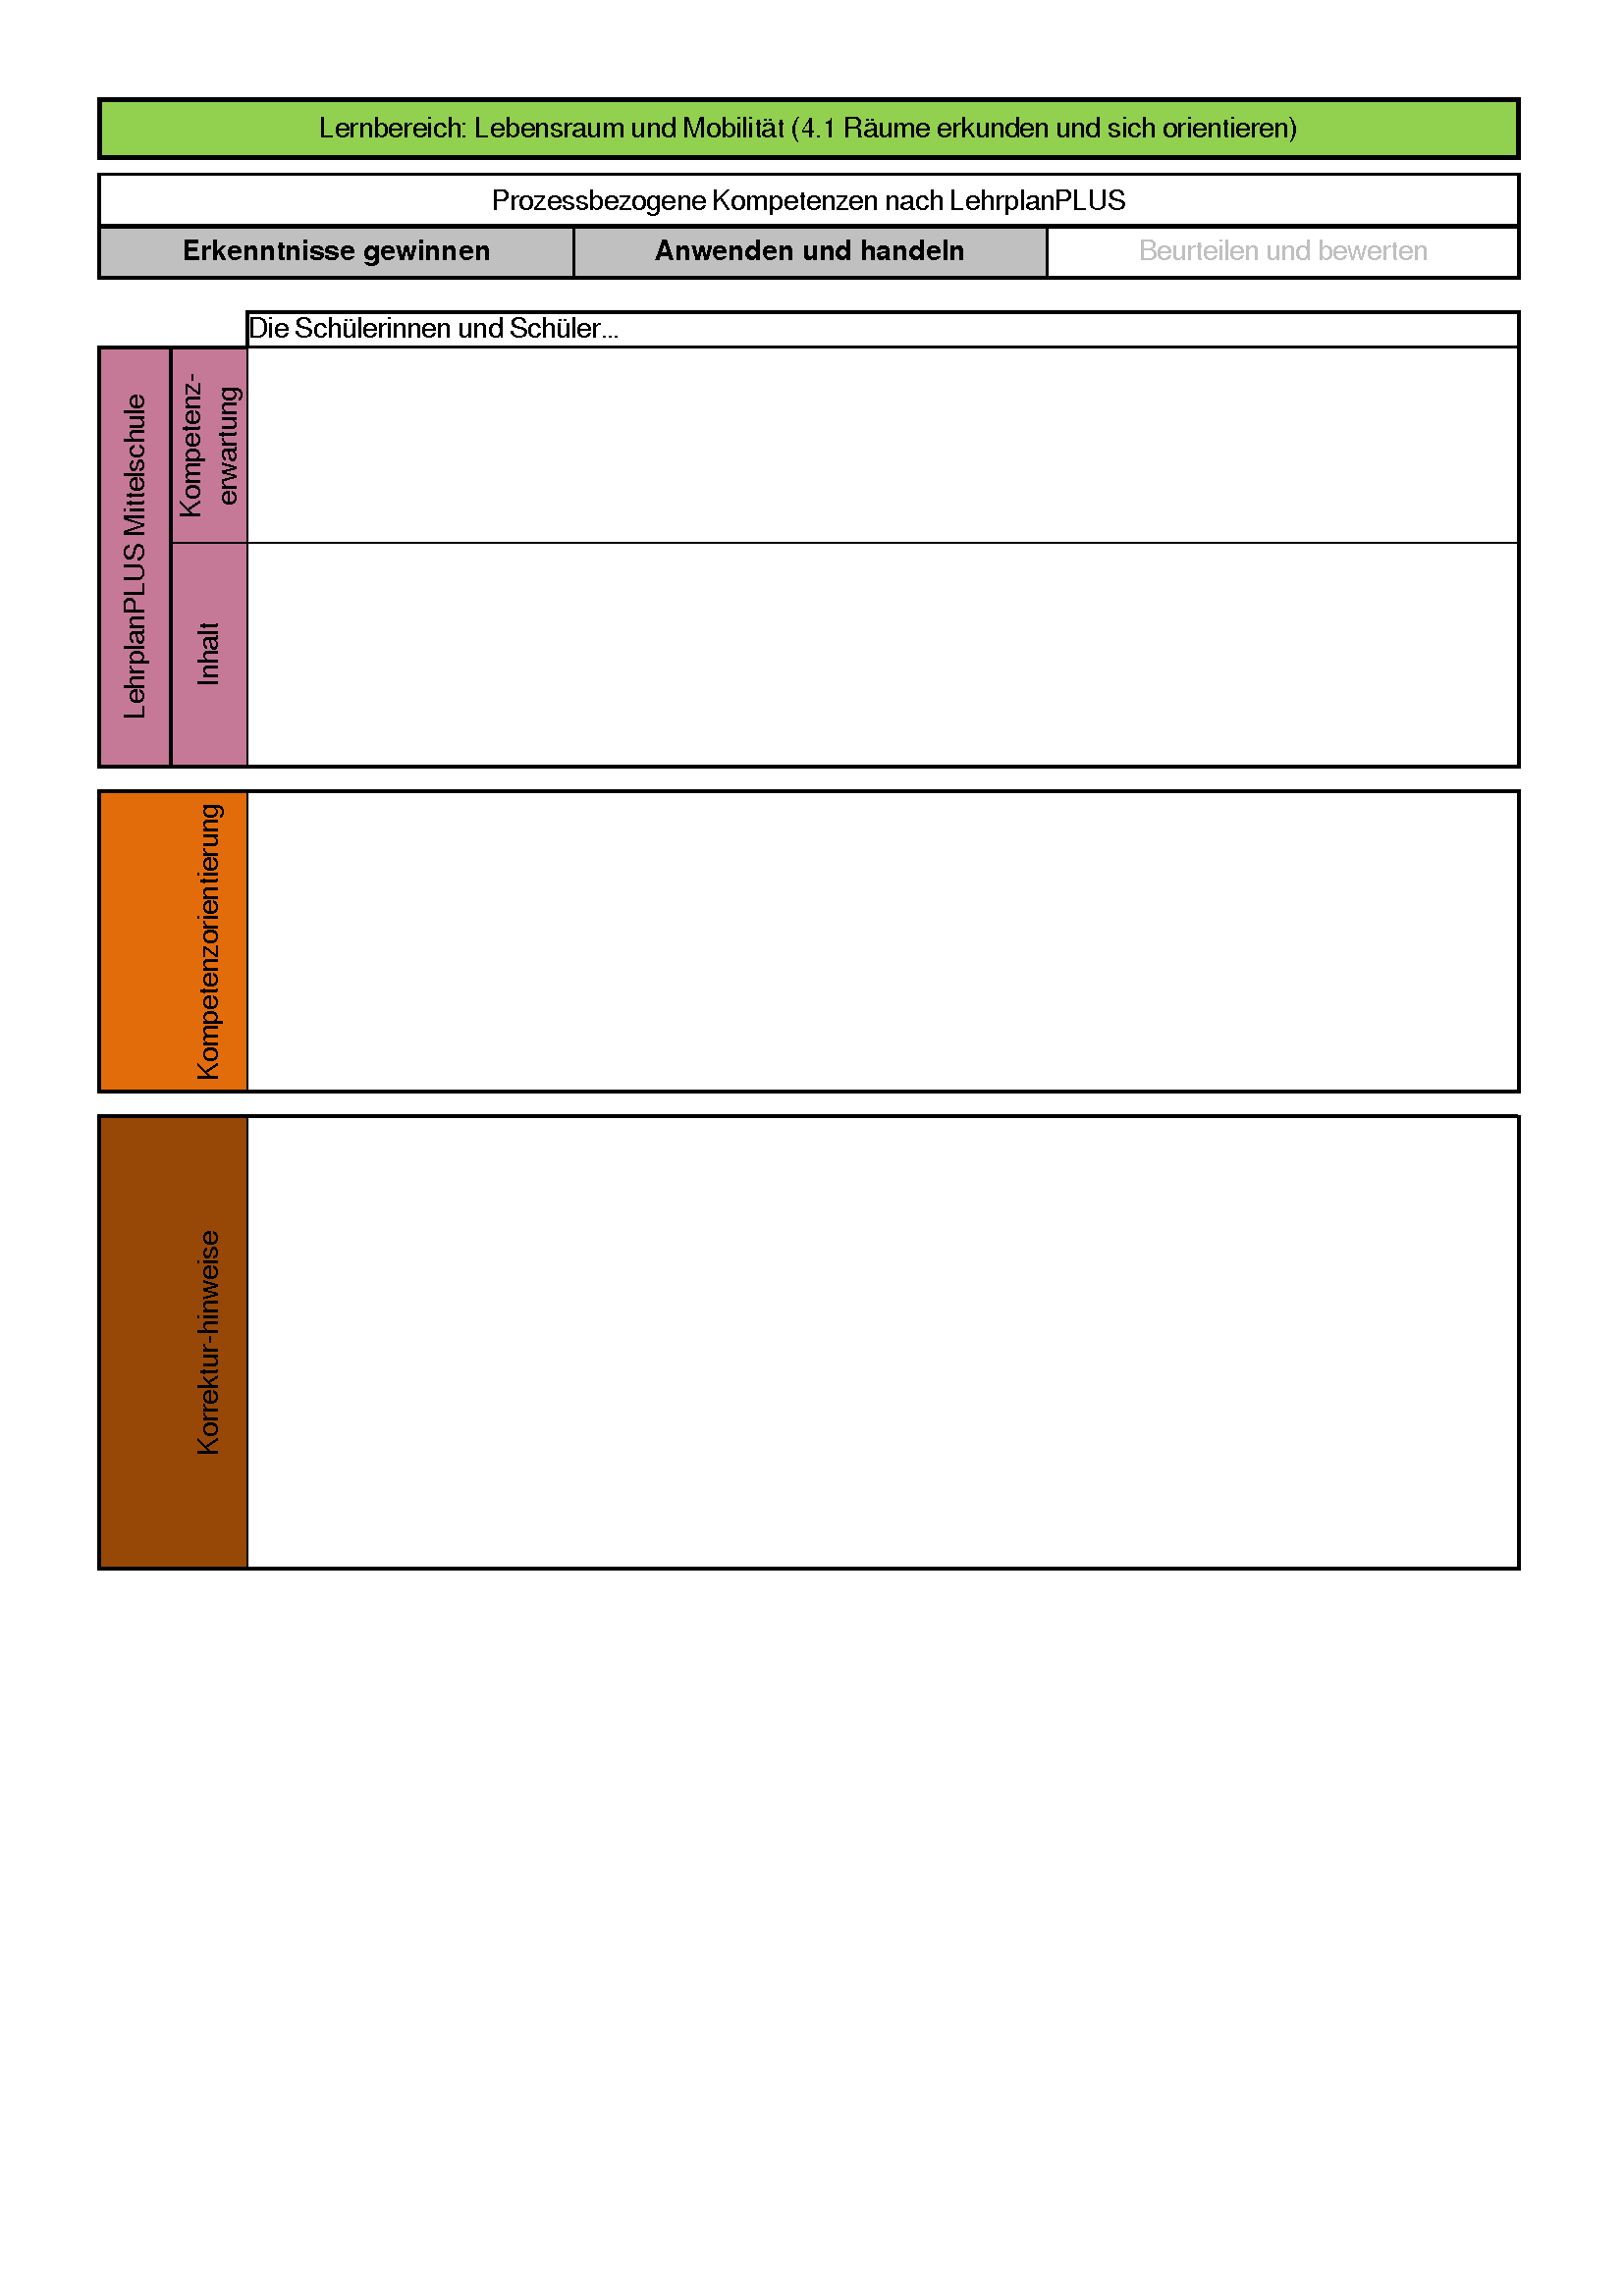 Lernbereich: Lebensraum und Mobilität (4.1 Räume erkunden und sich orientieren)
Prozessbezogene Kompetenzen nach LehrplanPLUS
Erkenntnisse gewinnen
Anwenden und handeln
Beurteilen und bewerten
Die Schülerinnen und Schüler...
LehrplanPLUS Mittelschule
Kompetenz-
erwartung
Inhalt
Kompetenzorientierung
Korrektur-hinweise